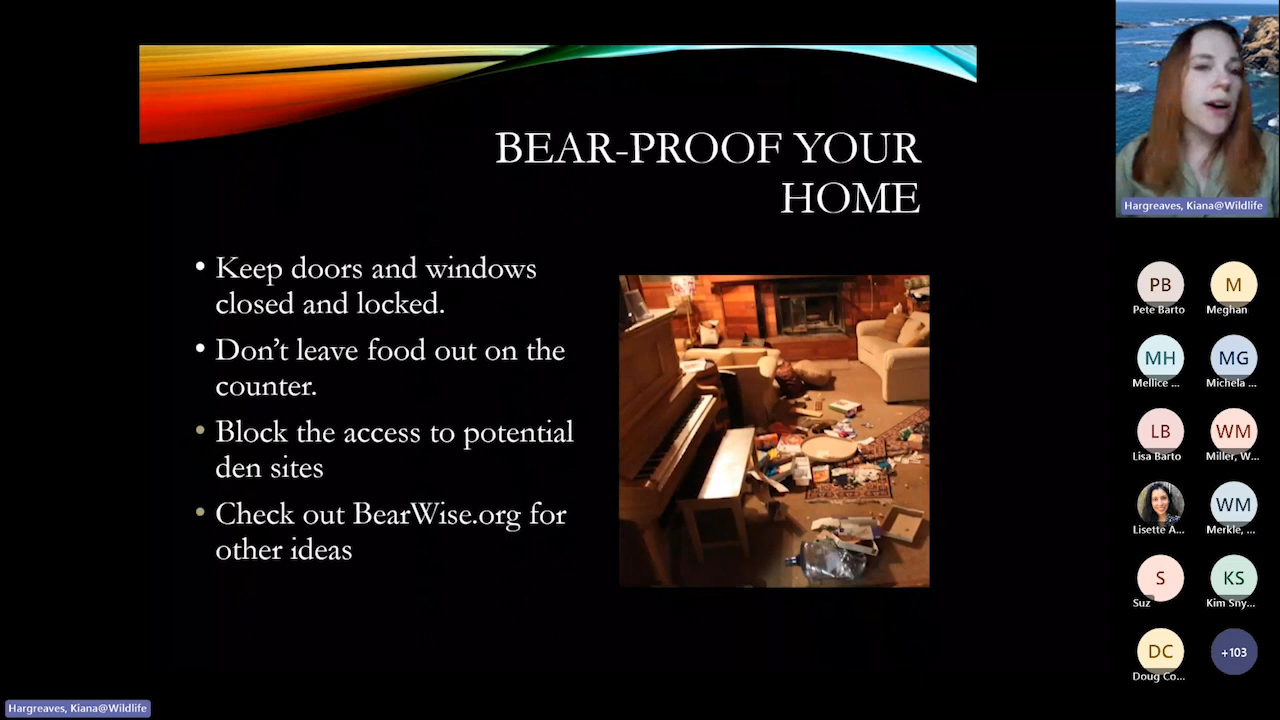 BEAR-PROOF YOUR
HOME
• Keep doors and windows
closed and locked.
• Don’t leave food out on the
counter.
• Block the access to potential
den sites
• Check out BearWise.org for
other ideas
Hargreaves, Kiana@Wildlife
PB
Pete Barto
M
Meghan
MH
Mellice ...
MG
Michela ...
LB
Lisa Barto
WM
Miller, W...
Lisette A...
WM
Merkle, ...
S
Suz
KS
Kim Sny...
DC
Doug Co...
+103
Hargreaves, Kiana@Wildlife